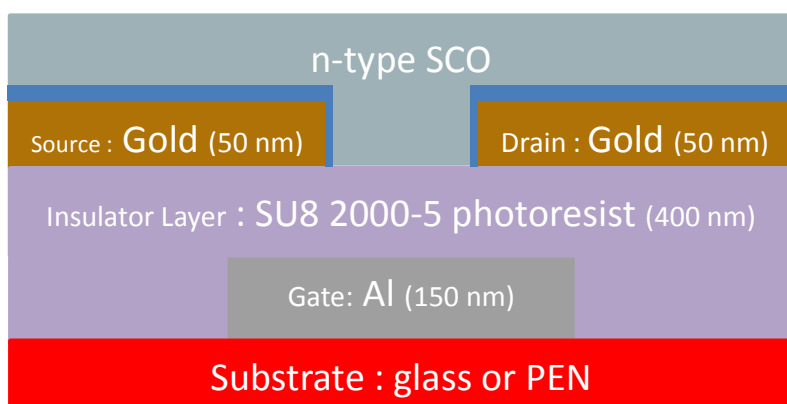 n-type SCO
Source : Gold (50 nm)
Drain : Gold (50 nm)
Insulator Layer : SU8 2000-5 photoresist (400 nm)
Gate: Al (150 nm)
Substrate : glass or PEN